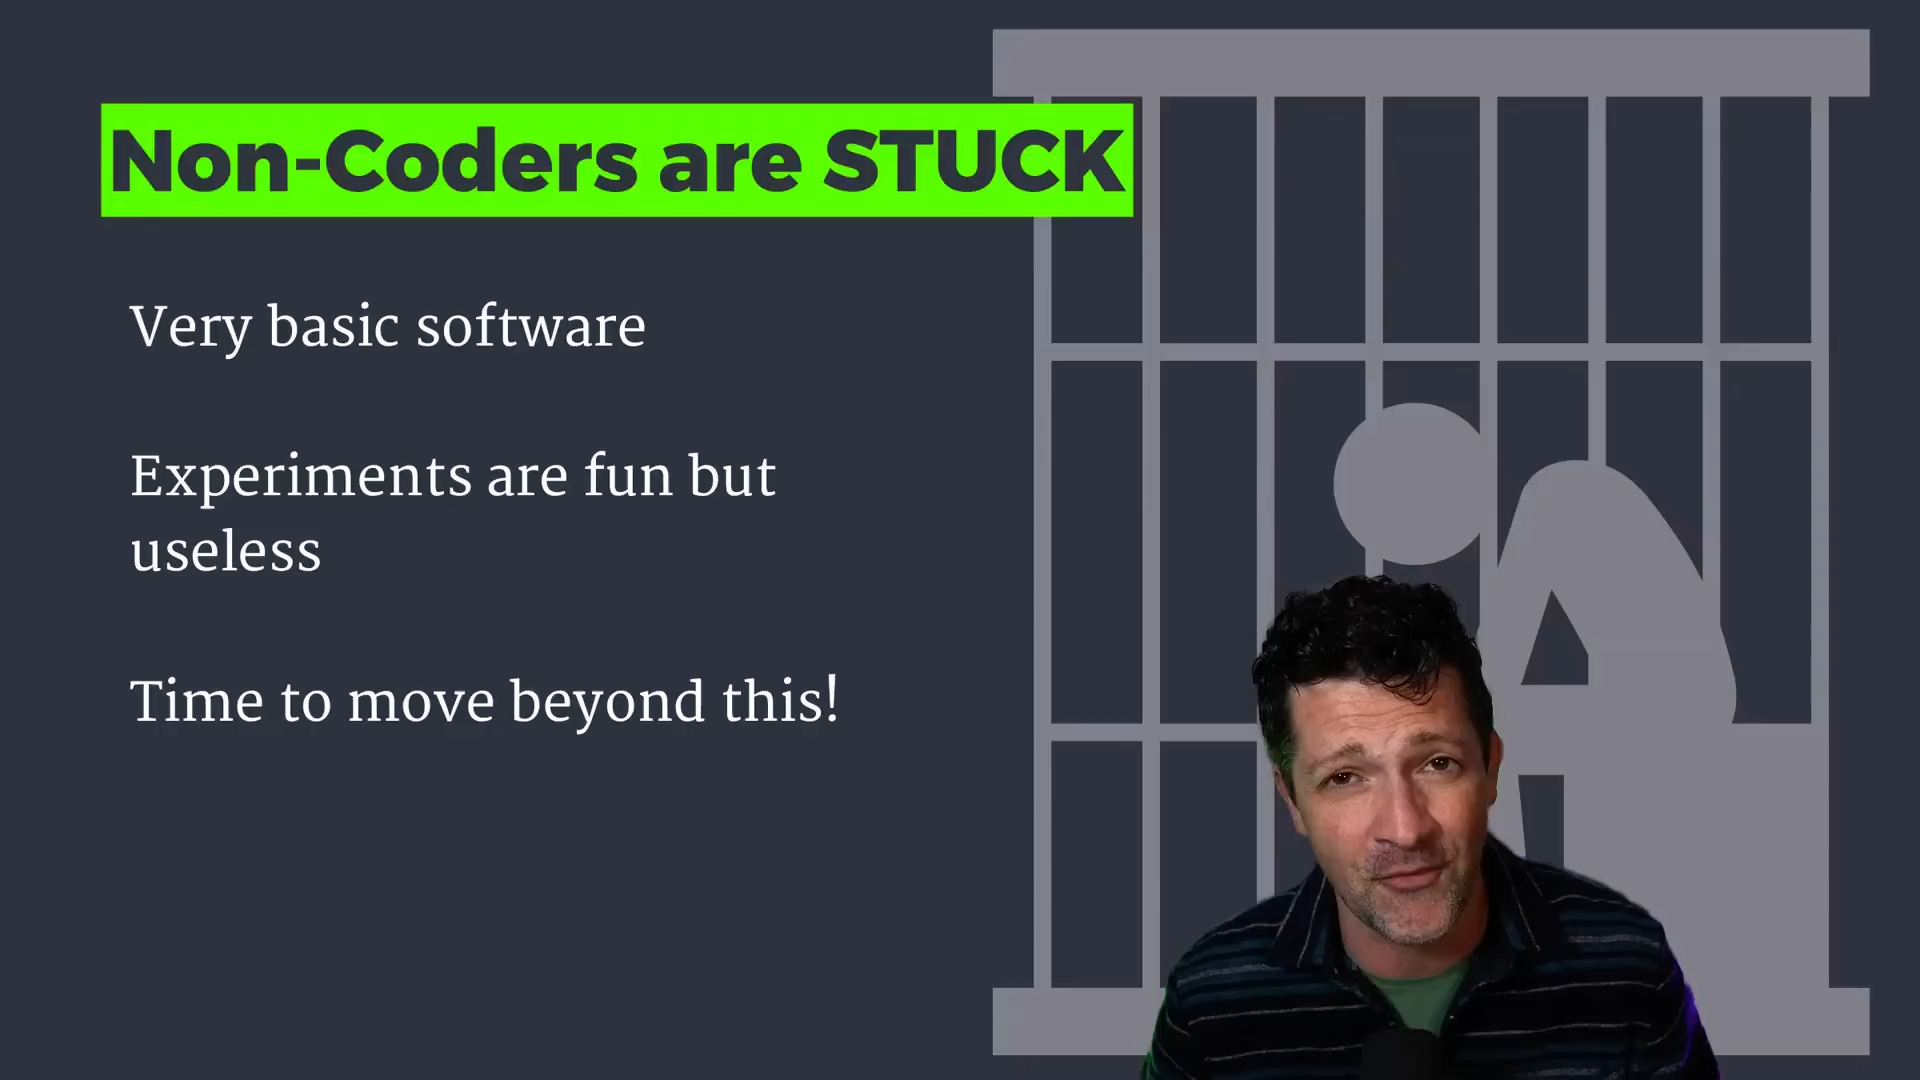 Non-Coders are STUCK
Very basic software
Experiments are fun but
useless
Time to move beyond this!